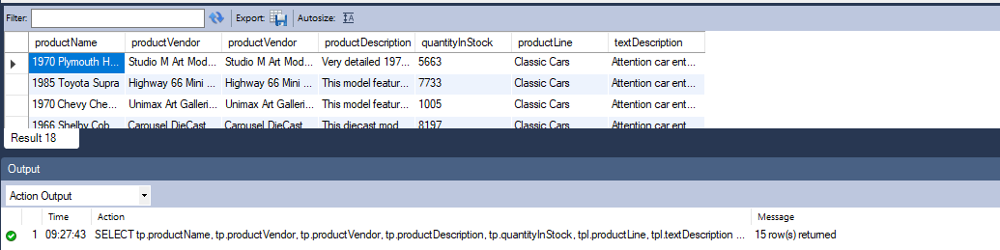 Filter: Export: Autosize: IA
productName productVendor productVendor productDescription quantityInStock productLine textDescription
1970 Plymouth H... Studio M Art Mod... Studio M Art Mod... Very detailed 197... 5663 Classic Cars Attention car ent...
1985 Toyota Supra Highway 66 Mini ... Highway 66 Mini ... This model featur... 7733 Classic Cars Attention car ent...
1970 Chevy Che... Unimax Art Galleri... Unimax Art Galleri... This model featur... 1005 Classic Cars Attention car ent...
1966 Shelby Cob... Carousel DieCast... Carousel DieCast... This diecast mod... 8197 Classic Cars Attention car ent...
Result 18
Output
Action Output
Time Action Message
1 09:27:43 SELECT tp.productName, tp.productVendor, tp.productVendor, tp.productDescription, tp.quantityInStock, tpl.productLine, tpl.textDescription ... 15 row(s) returned